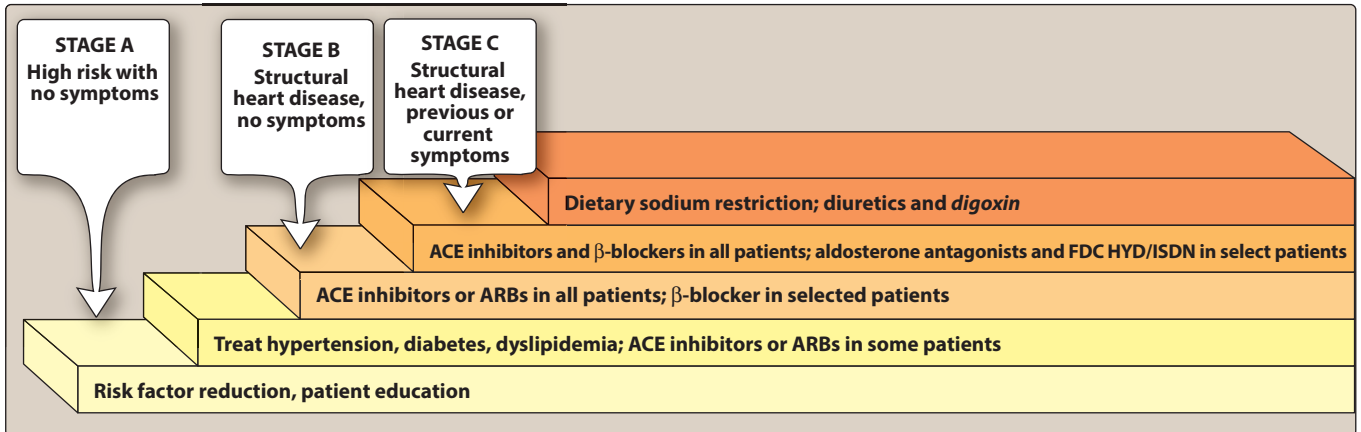 STAGE A
High risk with
no symptoms
STAGE B
Structural
heart disease,
no symptoms
STAGE C
Structural
heart disease,
previous or
current
symptoms
Dietary sodium restriction; diuretics and digoxin
ACE inhibitors and β-blockers in all patients; aldosterone antagonists and FDC HYD/ISDN in select patients
ACE inhibitors or ARBs in all patients; β-blocker in selected patients
Treat hypertension, diabetes, dyslipidemia; ACE inhibitors or ARBs in some patients
Risk factor reduction, patient education